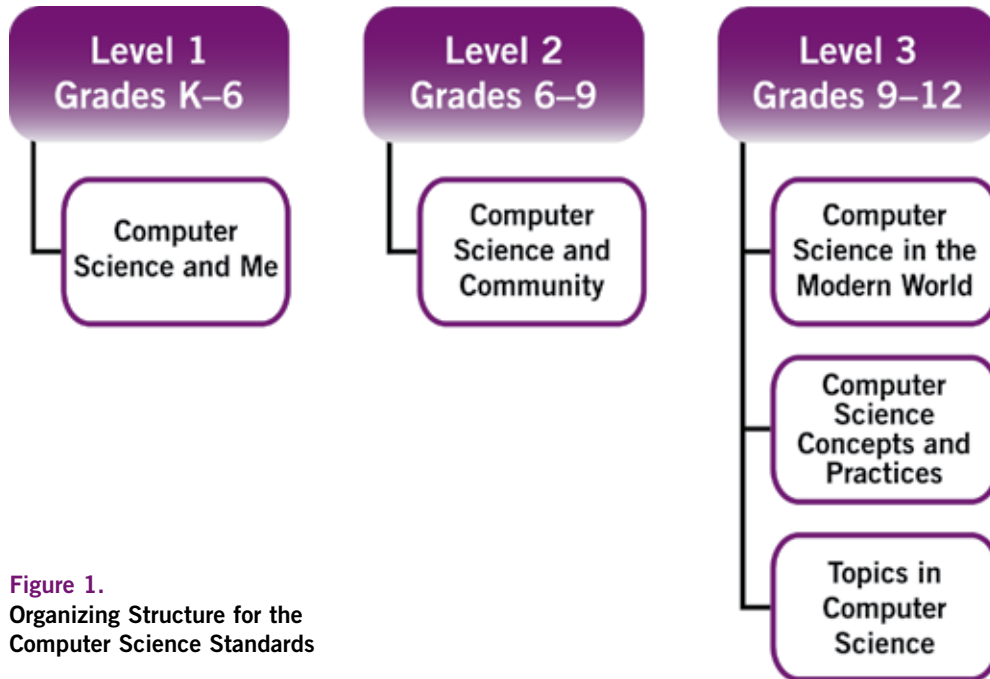 Level 1
Grades K–6
Computer
Science and Me
Level 2
Grades 6–9
Computer
Science and
Community
Level 3
Grades 9–12
Computer
Science in the
Modern World
Computer
Science
Concepts and
Practices
Topics in
Computer
Science
Figure 1.
Organizing Structure for the
Computer Science Standards